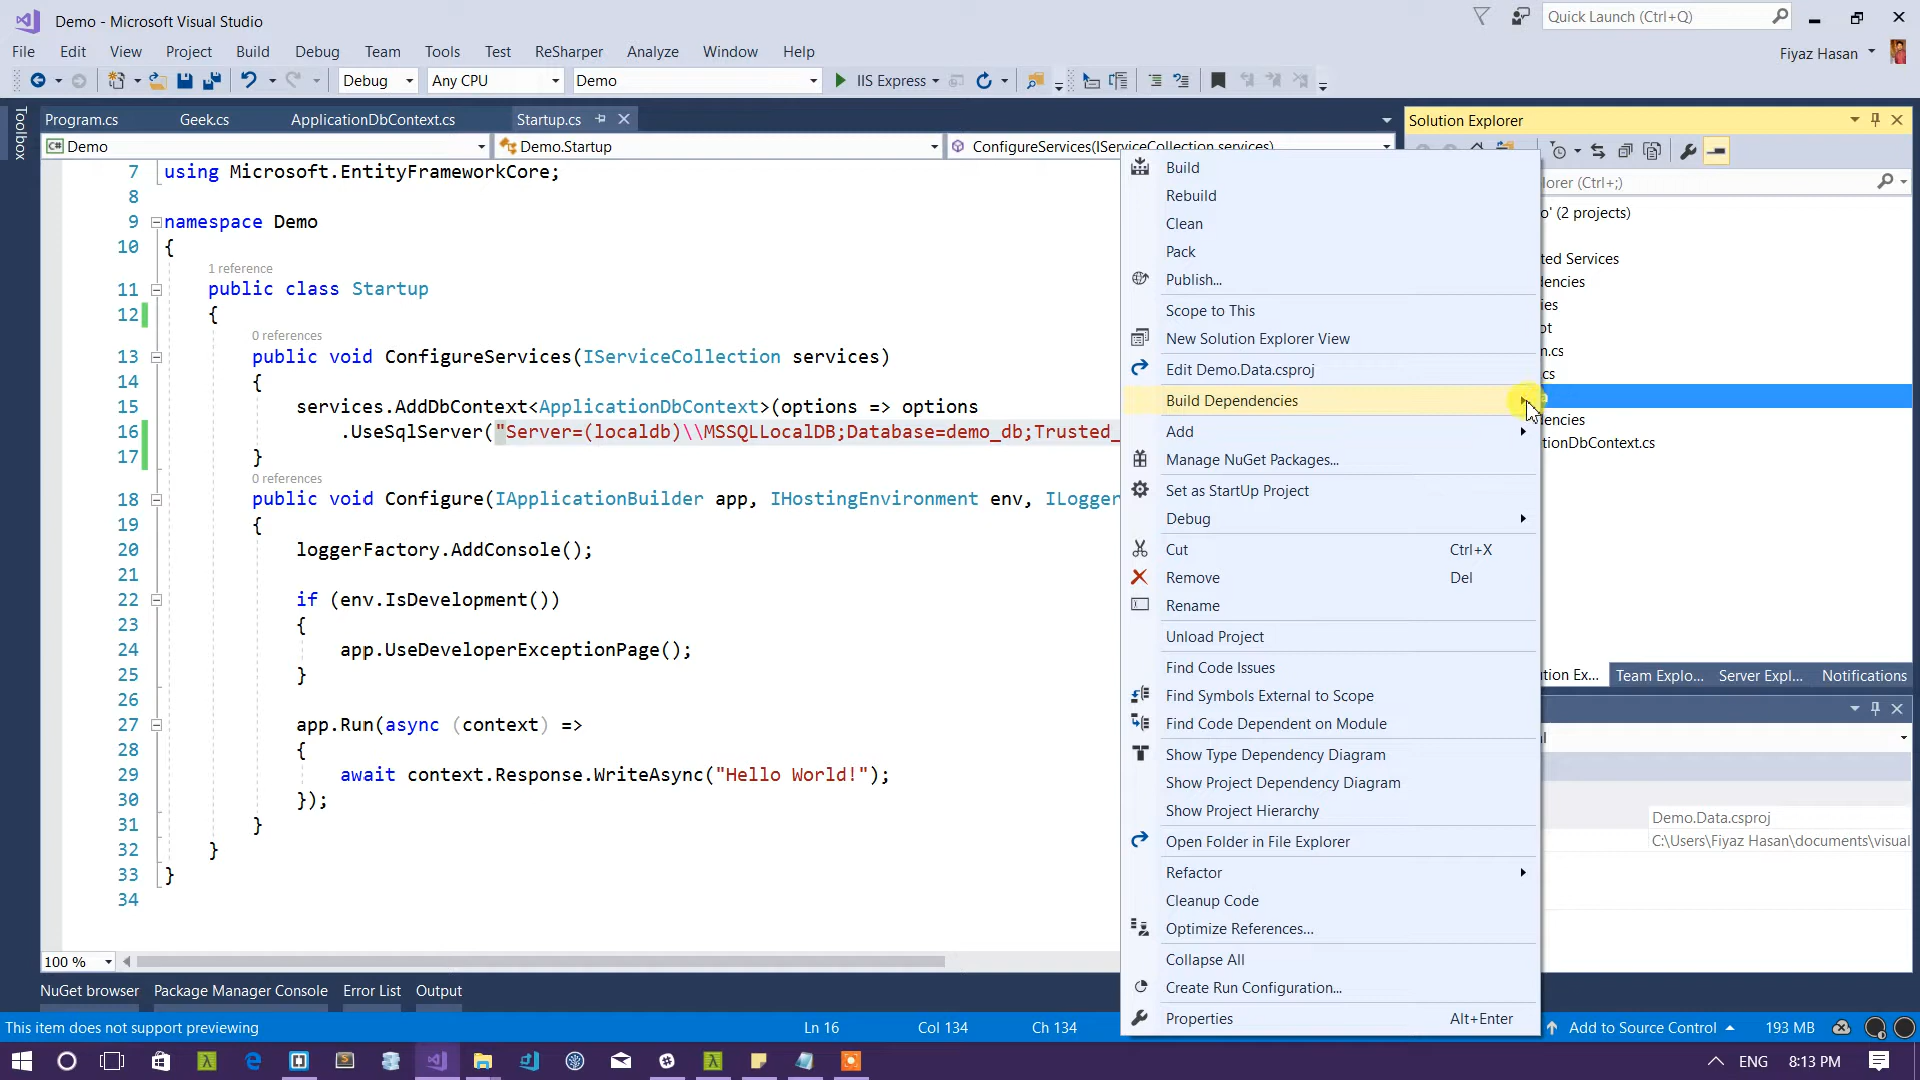 Demo - Microsoft Visual Studio
Quick Launch (Ctrl+Q)
File Edit View Project Build Debug Team Tools Test ReSharper Analyze Window Help
Fiyaz Hasan
Debug Any CPU Demo IIS Express
Toolbox
Program.cs Geek.cs ApplicationDbContext.cs Startup.cs
Demo Demo.Startup ConfigureServices(IServiceCollection services)
7 using Microsoft.EntityFrameworkCore;
8
9 namespace Demo
10 {
1 reference
11 public class Startup
12 {
0 references
13 public void ConfigureServices(IServiceCollection services)
14 {
15 services.AddDbContext<ApplicationDbContext>(options => options
16 .UseSqlServer("Server=(localdb)\\MSSQLLocalDB;Database=demo_db;Trusted_
17 }
0 references
18 public void Configure(IApplicationBuilder app, IHostingEnvironment env, ILogger
19 {
20 loggerFactory.AddConsole();
21
22 if (env.IsDevelopment())
23 {
24 app.UseDeveloperExceptionPage();
25 }
26
27 app.Run(async (context) =>
28 {
29 await context.Response.WriteAsync("Hello World!");
30 });
31 }
32 }
33 }
34
100 %
NuGet browser Package Manager Console Error List Output
Build
Rebuild
Clean
Pack
Publish...
Scope to This
New Solution Explorer View
Edit Demo.Data.csproj
Build Dependencies
Add
Manage NuGet Packages...
Set as StartUp Project
Debug
Cut Ctrl+X
Remove Del
Rename
Unload Project
Find Code Issues
Find Symbols External to Scope
Find Code Dependent on Module
Show Type Dependency Diagram
Show Project Dependency Diagram
Show Project Hierarchy
Open Folder in File Explorer
Refactor
Cleanup Code
Optimize References...
Collapse All
Create Run Configuration...
Properties Alt+Enter
Solution Explorer
lorer (Ctrl+;)
o' (2 projects)
ted Services
dencies
ies
ot
n.cs
.cs
a
dencies
tionDbContext.cs
tion Ex... Team Explo... Server Expl... Notifications
Demo.Data.csproj
C:\Users\Fiyaz Hasan\documents\visual
This item does not support previewing Ln 16 Col 134 Ch 134 Add to Source Control 193 MB
ENG 8:13 PM